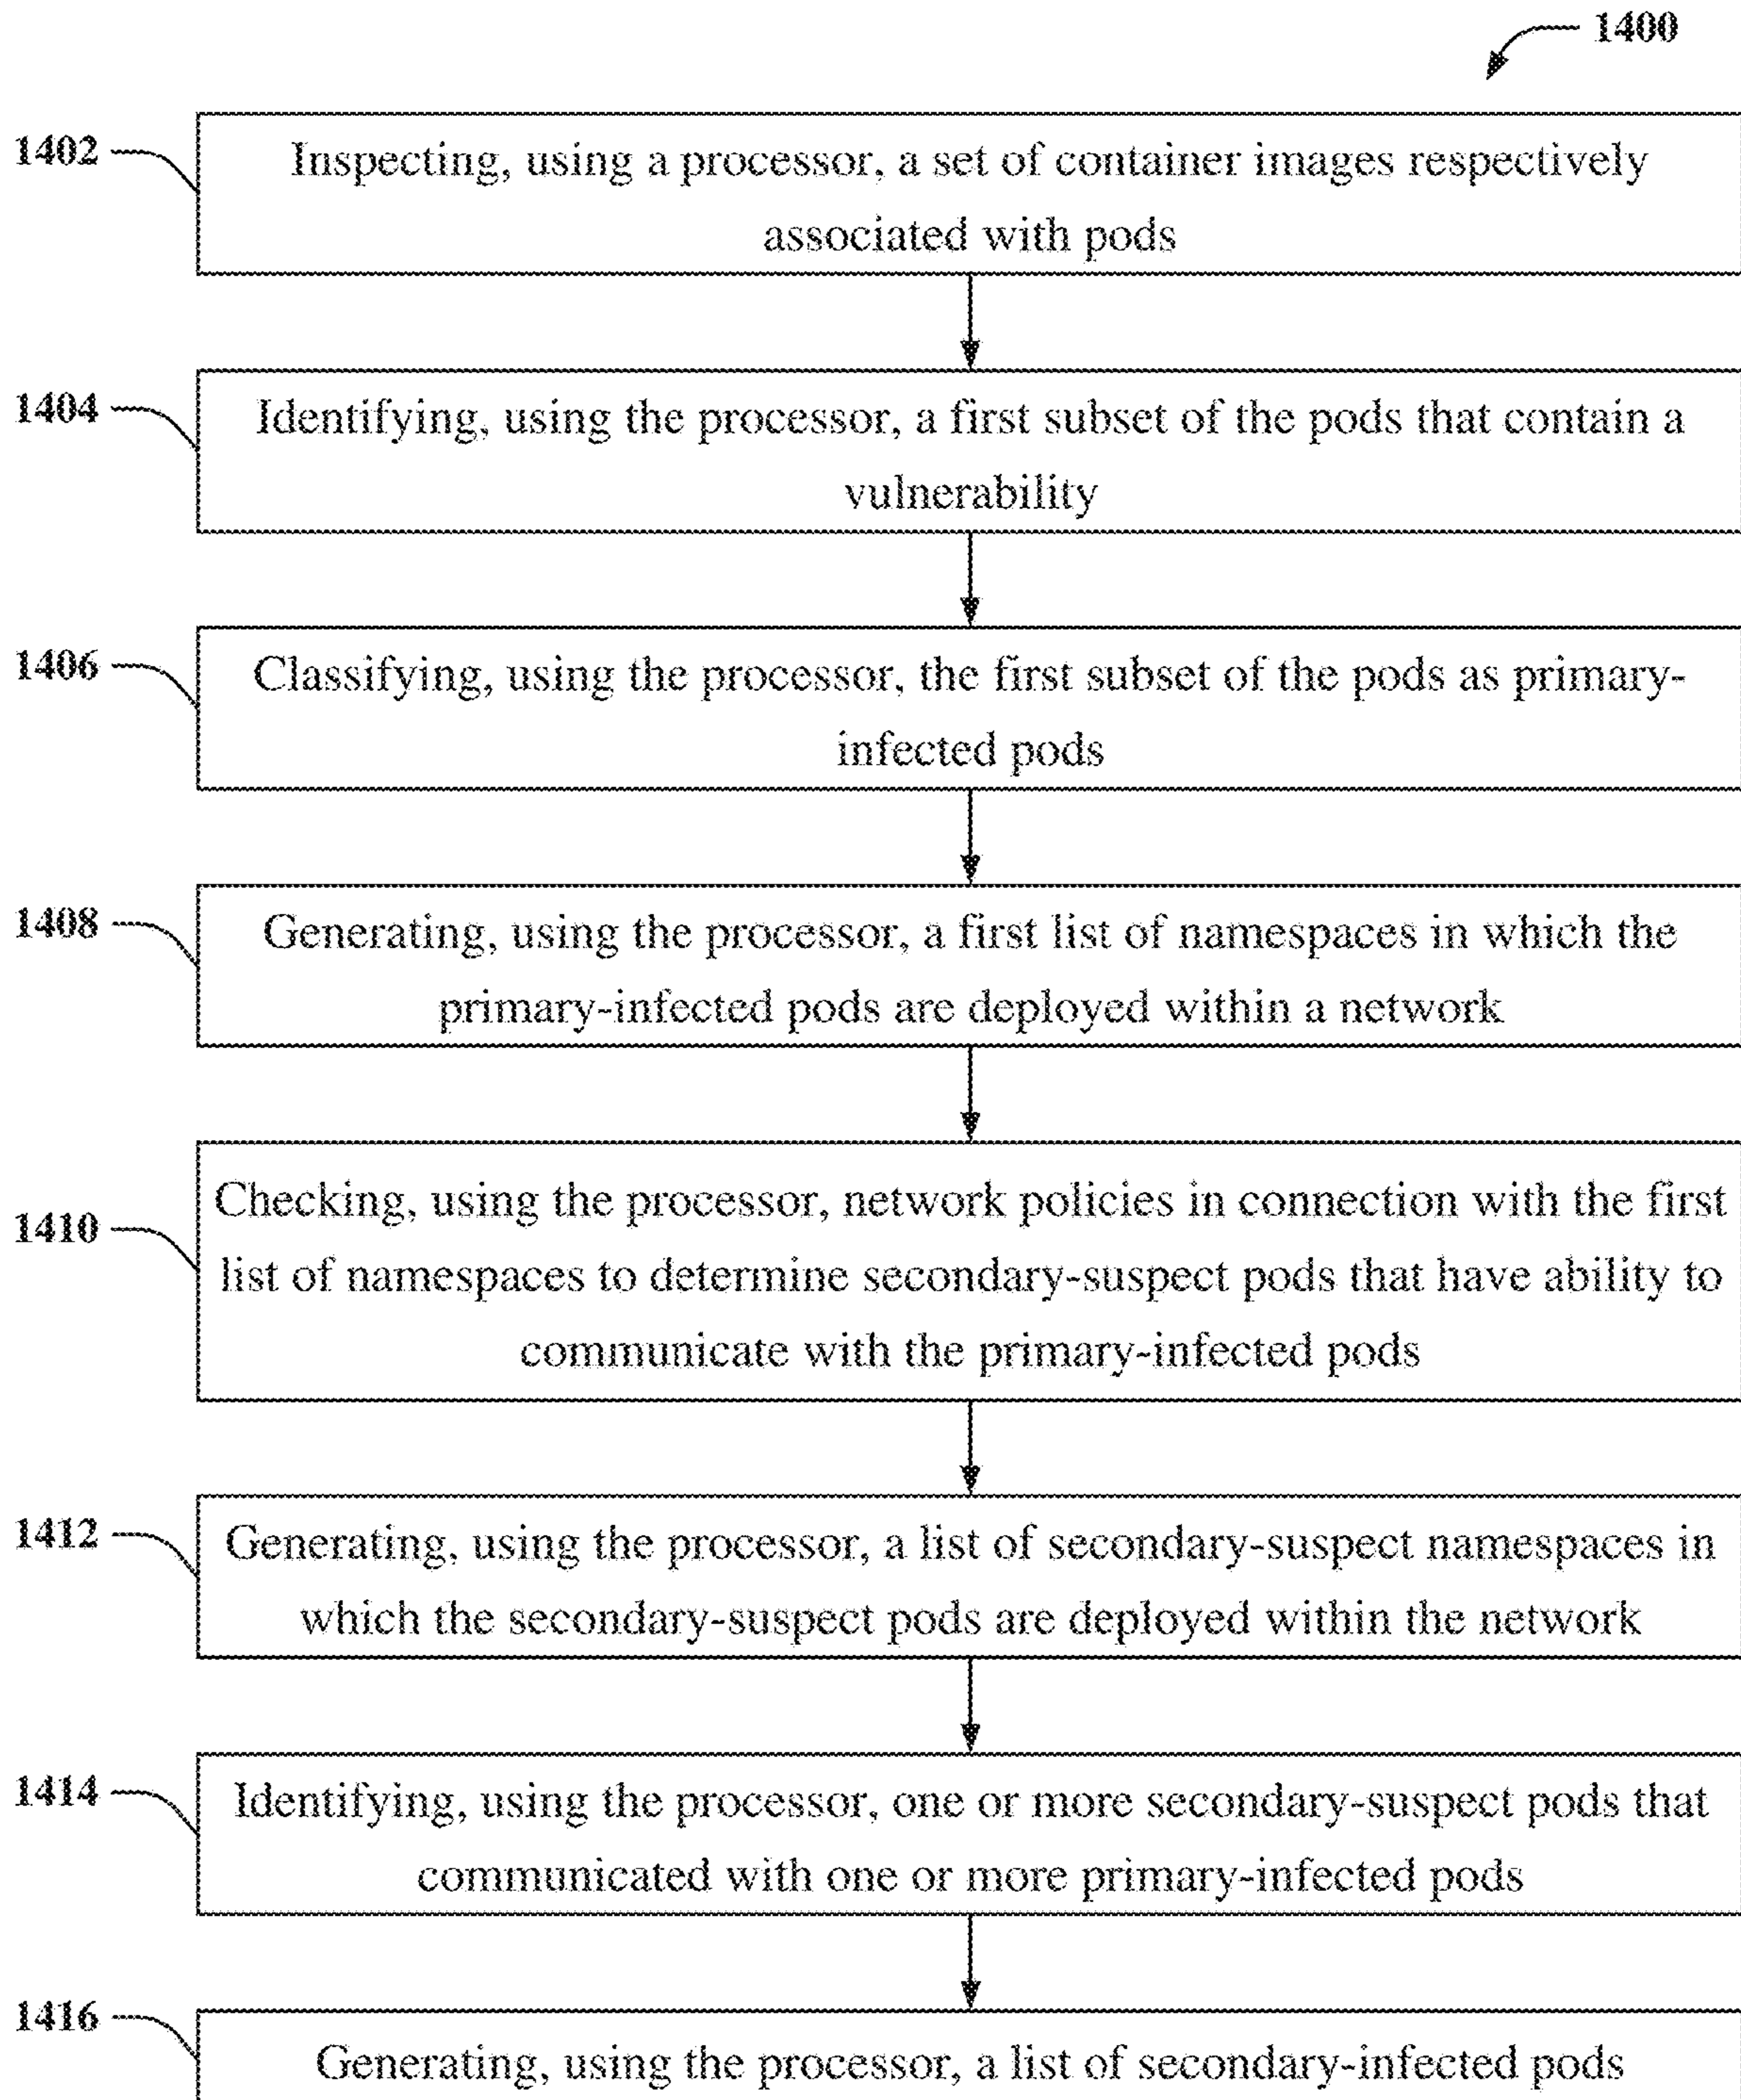 1400
1402
Inspecting, using a processor, a set of container images respectively
associated with pods
1404
Identifying, using the processor, a first subset of the pods that contain a
vulnerability
1406
Classifying, using the processor, the first subset of the pods as primary-
infected pods
1408
Generating, using the processor, a first list of namespaces in which the
primary-infected pods are deployed within a network
1410
Checking, using the processor, network policies in connection with the first
list of namespaces to determine secondary-suspect pods that have ability to
communicate with the primary-infected pods
1412
Generating, using the processor, a list of secondary-suspect namespaces in
which the secondary-suspect pods are deployed within the network
1414
Identifying, using the processor, one or more secondary-suspect pods that
communicated with one or more primary-infected pods
1416
Generating, using the processor, a list of secondary-infected pods